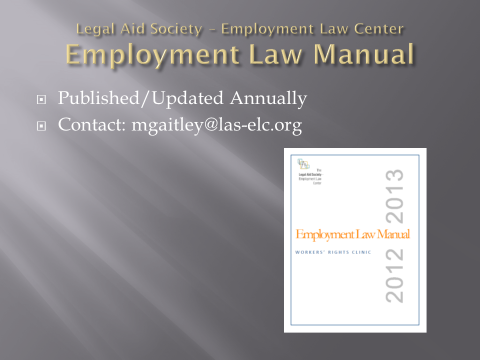 Legal Aid Society – Employment Law Center
Employment Law Manual
Published/Updated Annually
Contact: mgaitley@las-elc.org
the
Legal Aid Society
Employment Law
Center
2012 2013
Employment Law Manual
WORKERS' RIGHTS CLINIC